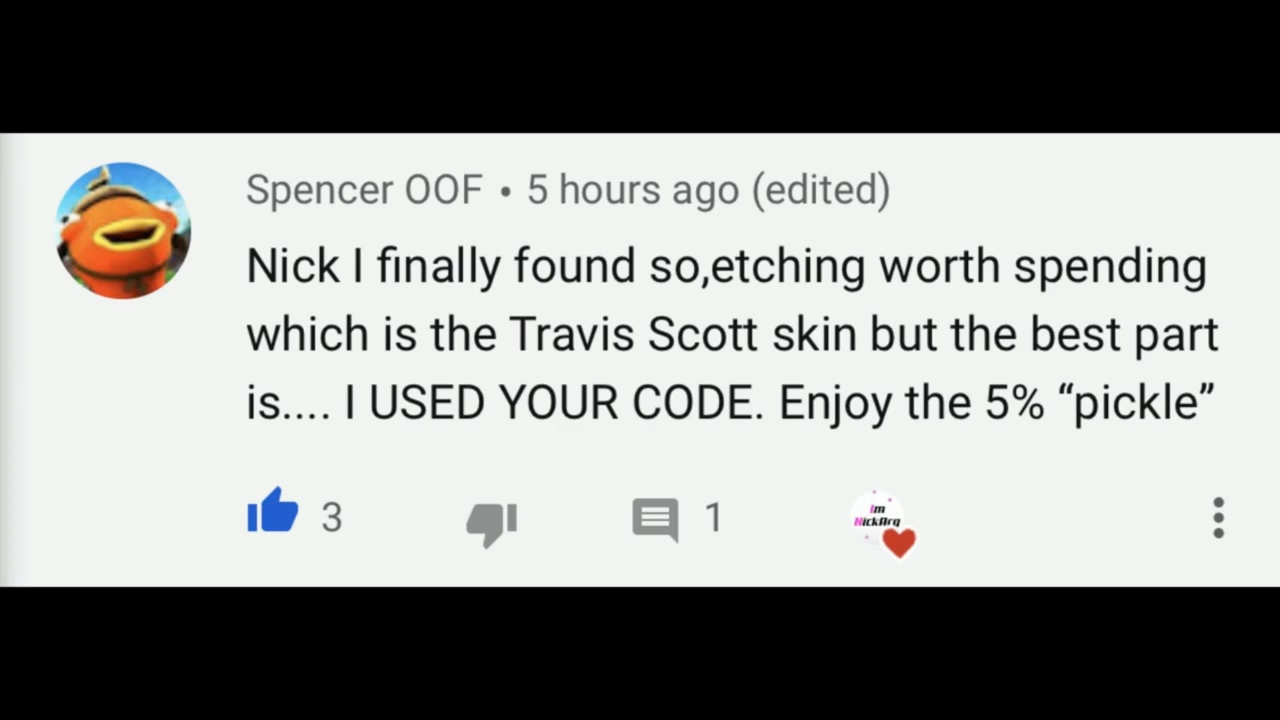 Spencer OOF • 5 hours ago (edited)
Nick I finally found so,etching worth spending
which is the Travis Scott skin but the best part
is.... I USED YOUR CODE. Enjoy the 5% “pickle”
3
1
Im
NickArq